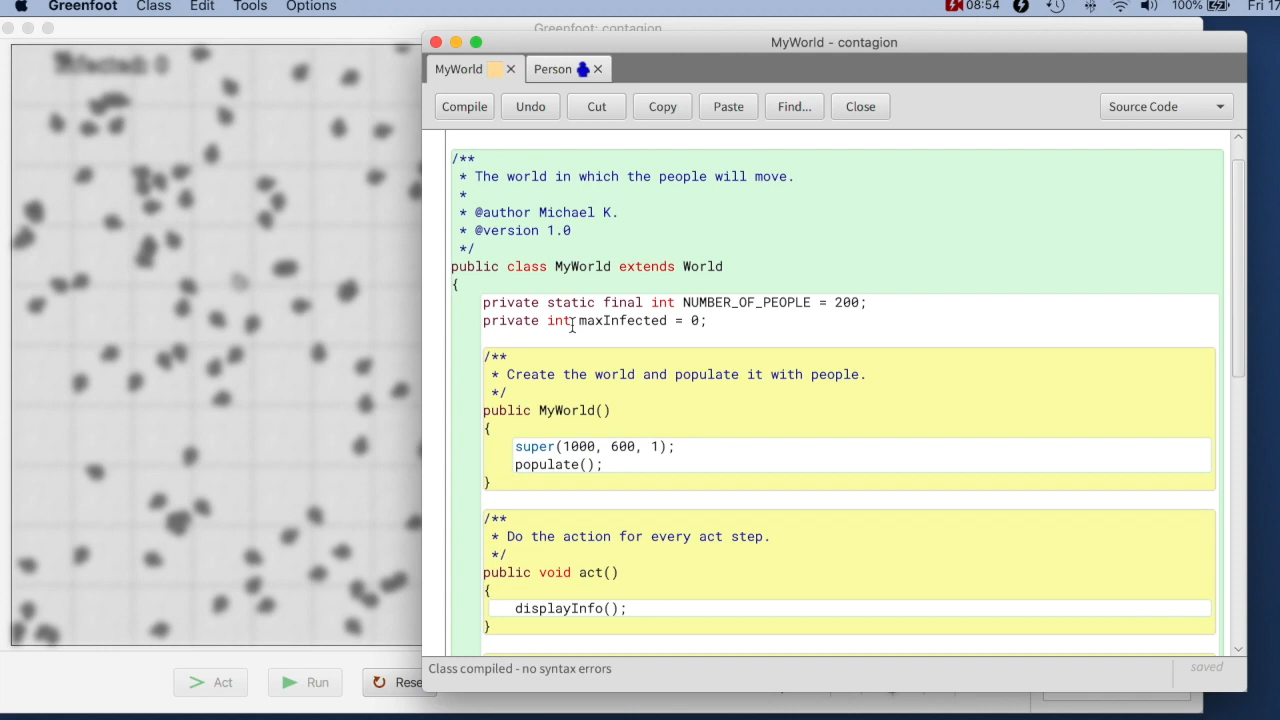 Greenfoot Class Edit Tools Options 08:54 100% Fri 17
Greenfoot: contagion
Infected: 0
MyWorld - contagion
MyWorld Person
Compile Undo Cut Copy Paste Find... Close Source Code
/**
* The world in which the people will move.
*
* @author Michael K.
* @version 1.0
*/
public class MyWorld extends World
{
private static final int NUMBER_OF_PEOPLE = 200;
private int maxInfected = 0;
/**
* Create the world and populate it with people.
*/
public MyWorld()
{
super(1000, 600, 1);
populate();
}
/**
* Do the action for every act step.
*/
public void act()
{
displayInfo();
}
Class compiled - no syntax errors saved
> Act Run Rese